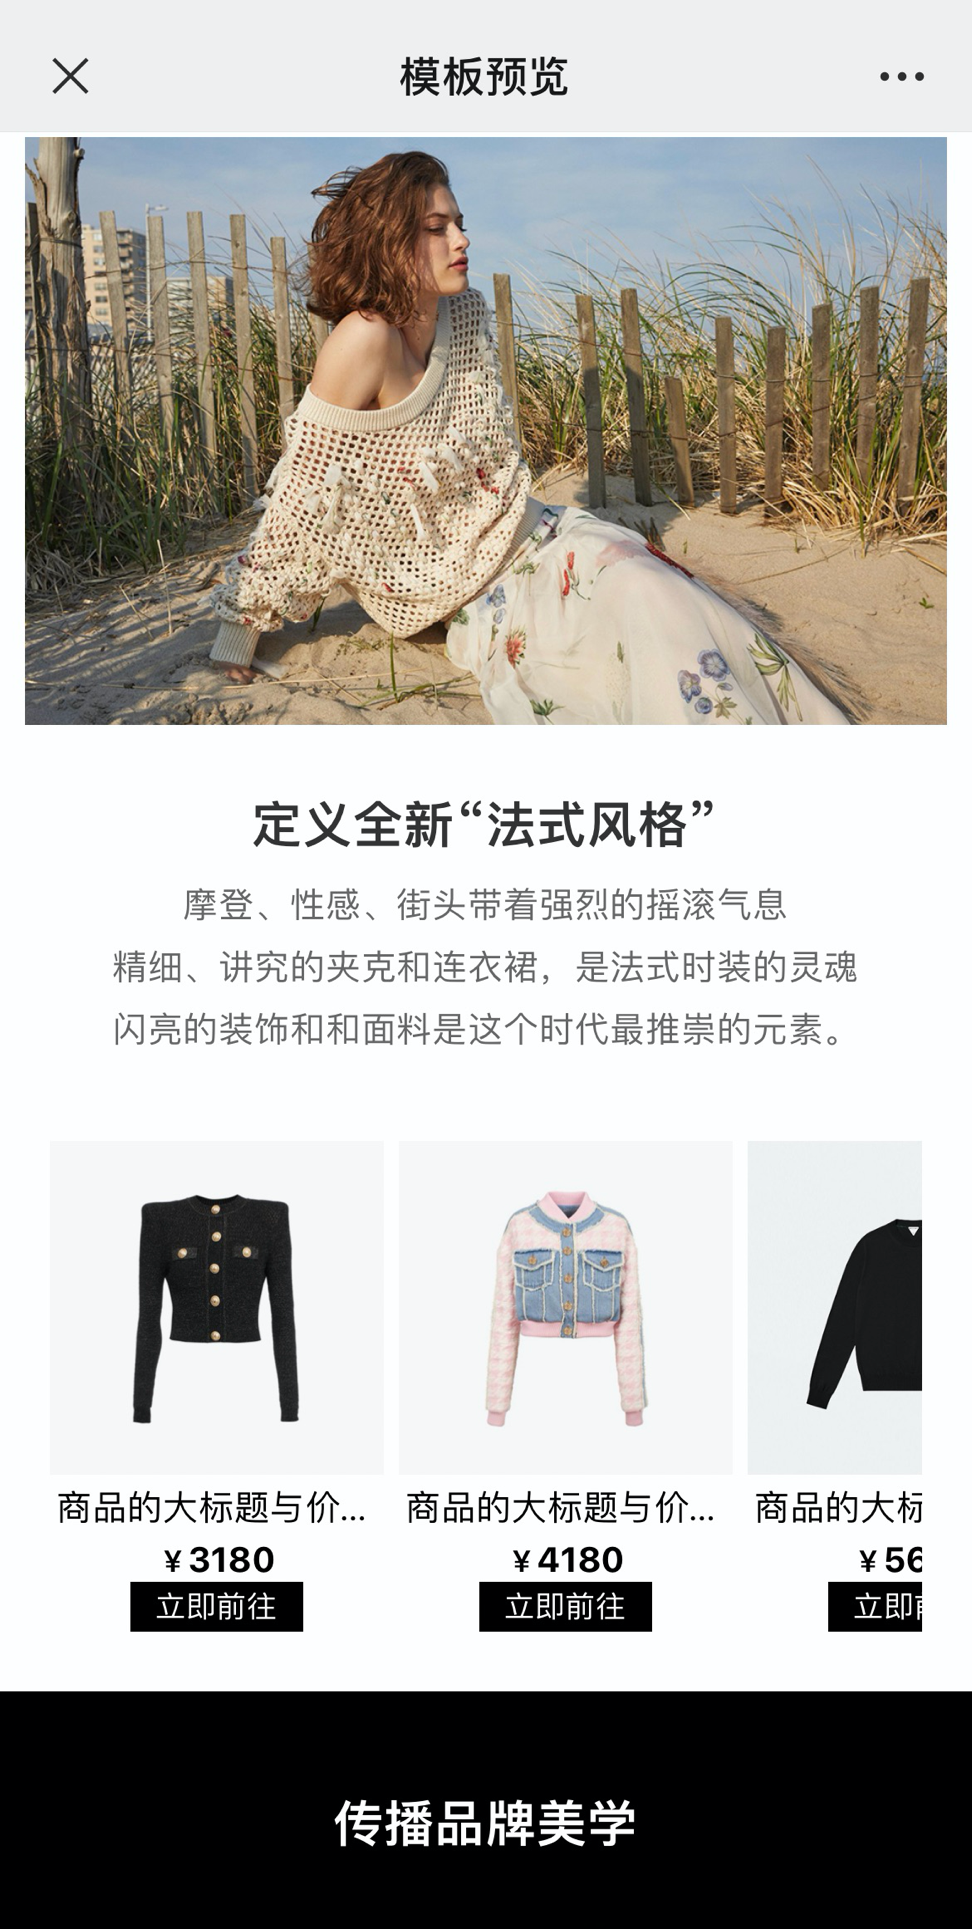 模板预览
定义全新“法式风格”
摩登、性感、街头带着强烈的摇滚气息
精细、讲究的夹克和连衣裙，是法式时装的灵魂
闪亮的装饰和和面料是这个时代最推崇的元素。
商品的大标题与价...
商品的大标题与价...
商品的大标
¥3180
¥4180
¥56
立即前往
立即前往
立即
传播品牌美学